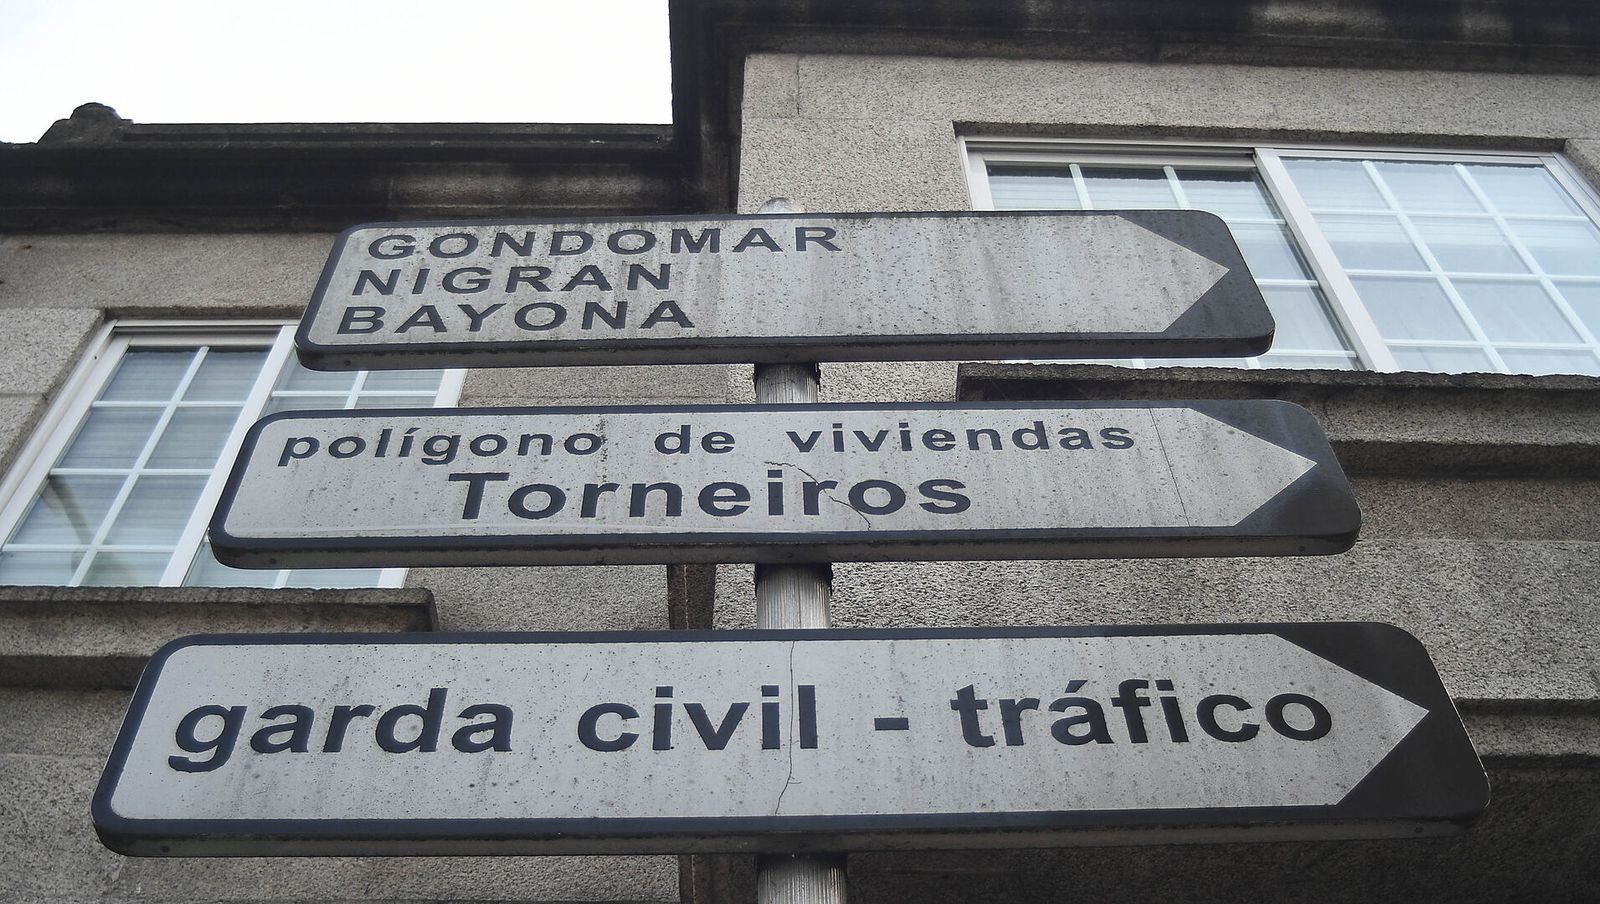 GONDOMAR
NIGRAN
BAYONA
polígono de viviendas
Torneiros
garda civil - tráfico